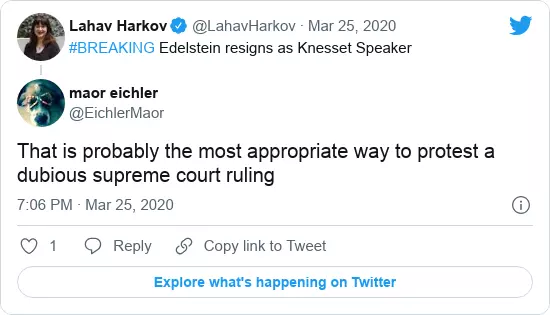 Lahav Harkov @LahavHarkov · Mar 25, 2020
#BREAKING Edelstein resigns as Knesset Speaker
maor eichler
@EichlerMaor
That is probably the most appropriate way to protest a
dubious supreme court ruling
7:06 PM · Mar 25, 2020
1 Reply Copy link to Tweet
Explore what's happening on Twitter